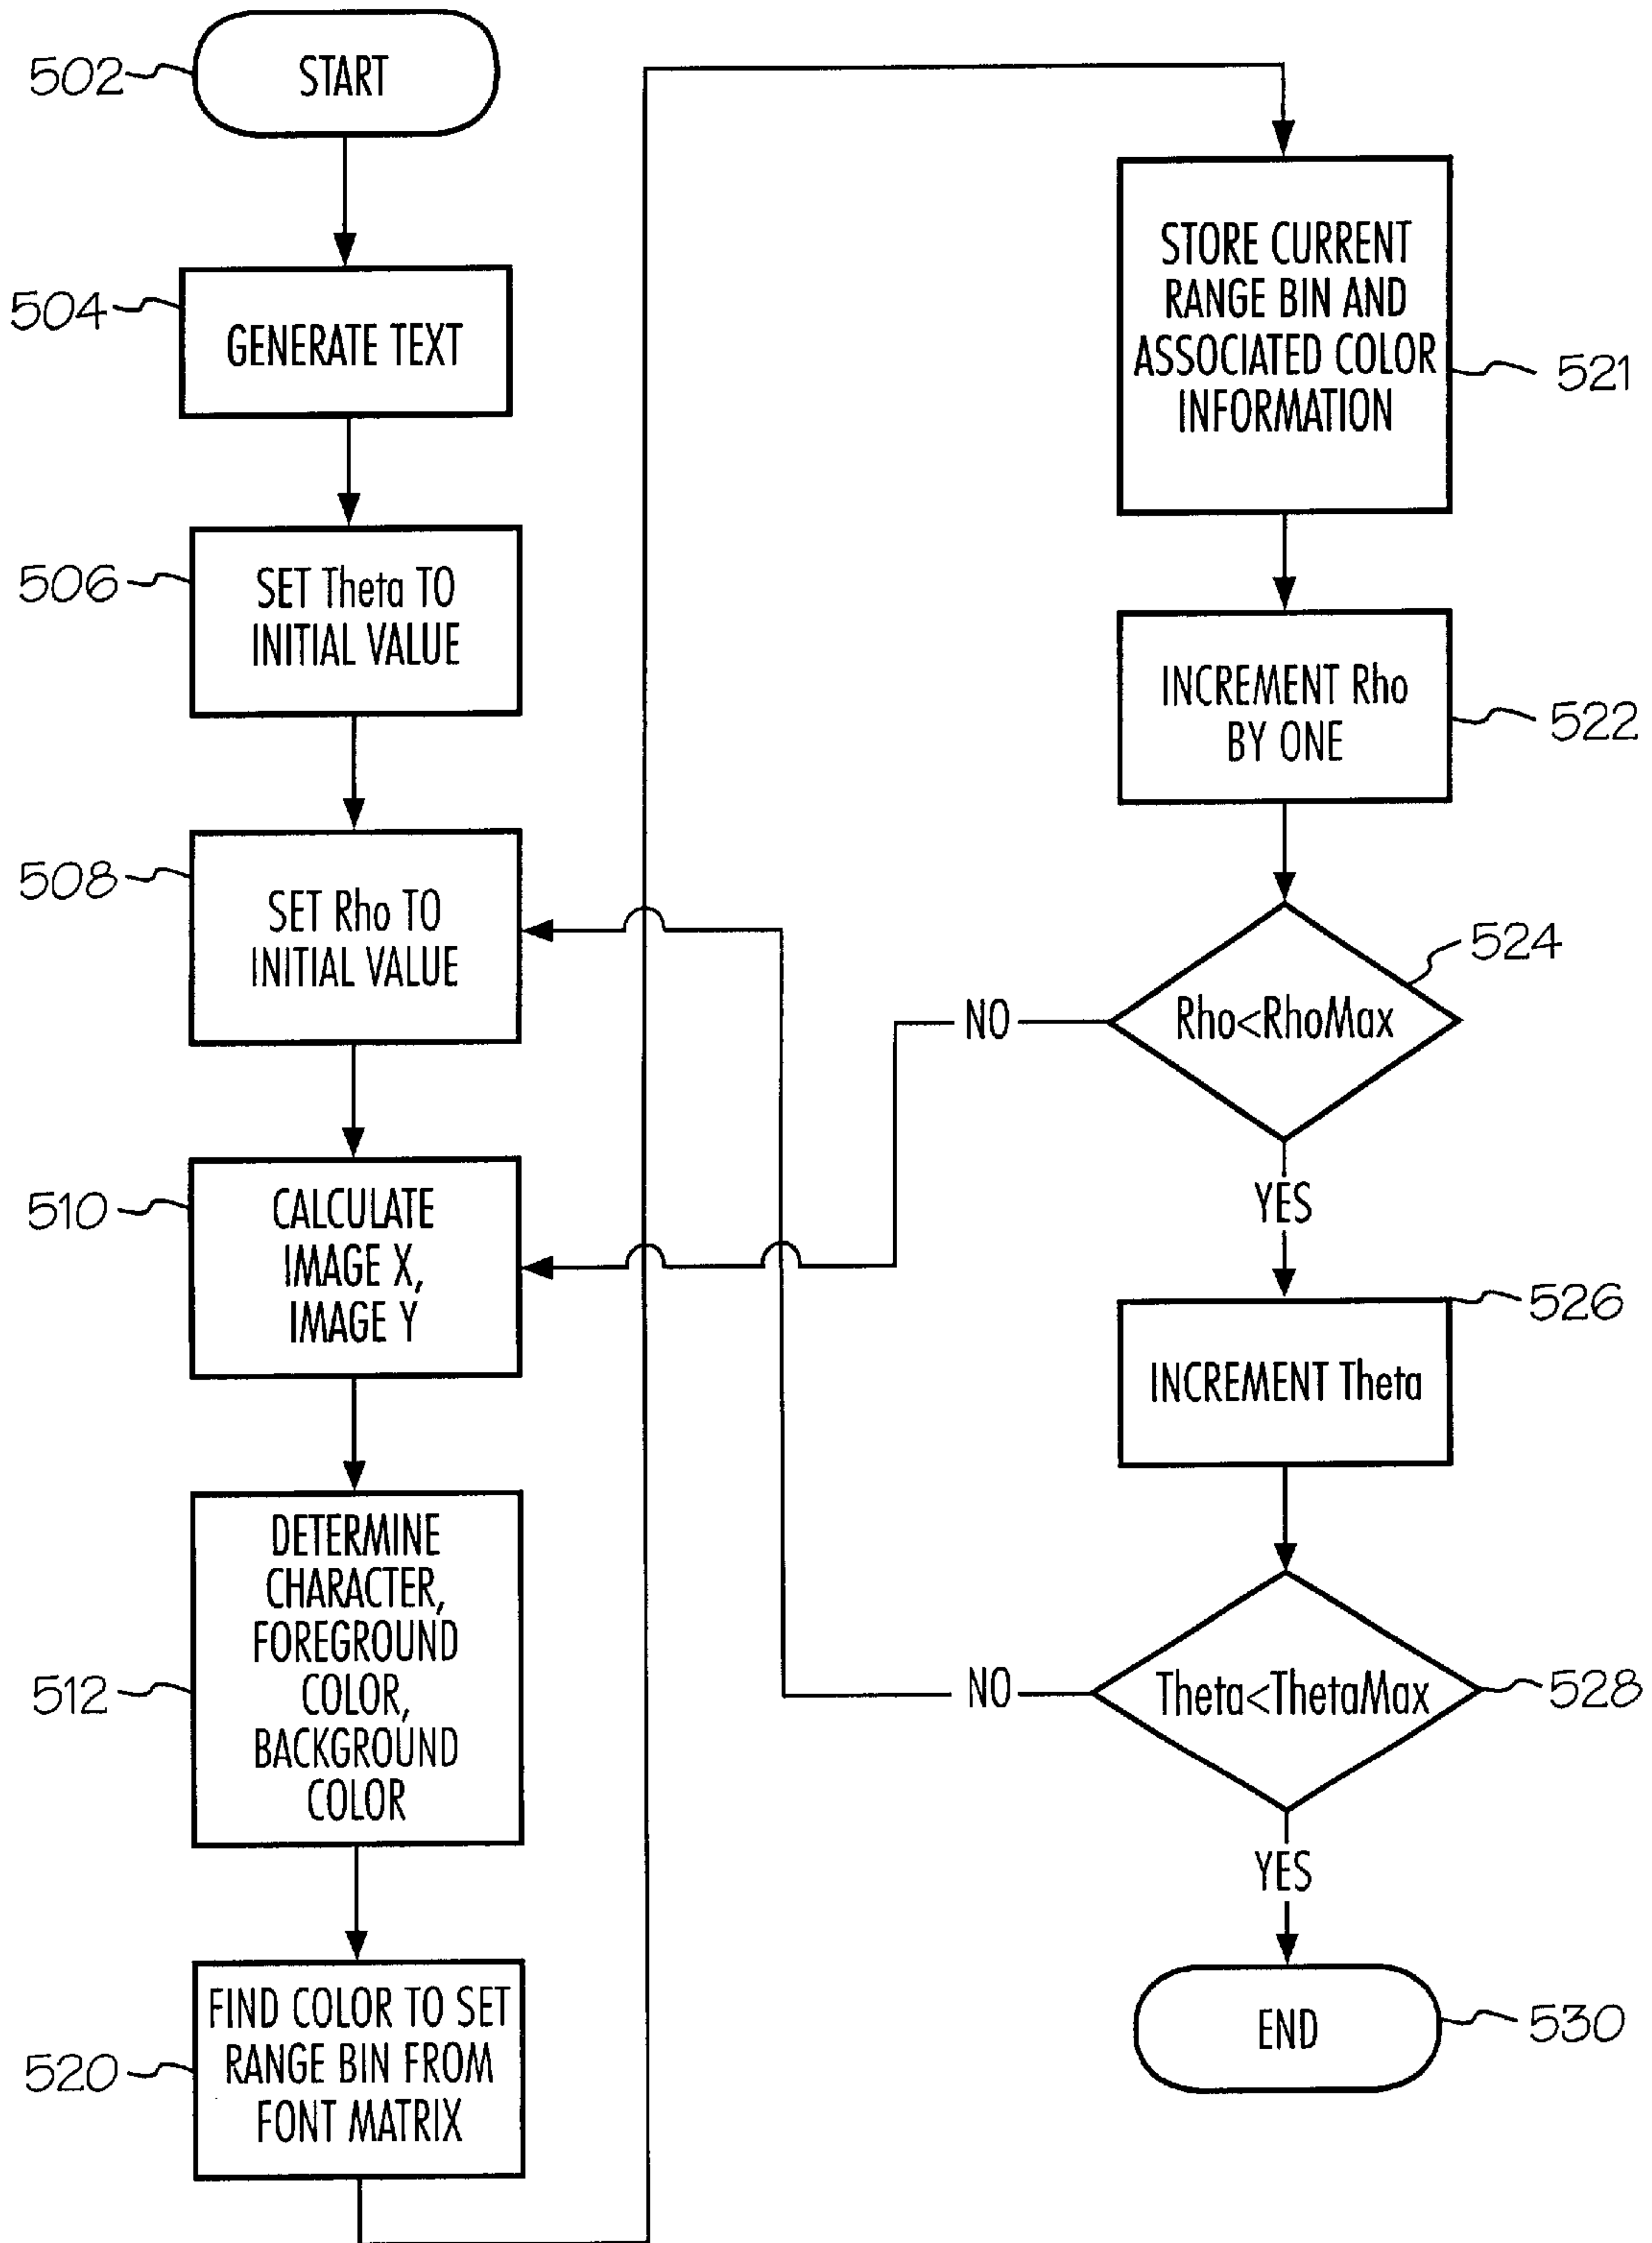 502
START
504
GENERATE TEXT
506
SET Theta TO
INITIAL VALUE
508
SET Rho TO
INITIAL VALUE
510
CALCULATE
IMAGE X,
IMAGE Y
512
DETERMINE
CHARACTER,
FOREGROUND
COLOR,
BACKGROUND
COLOR
520
FIND COLOR TO SET
RANGE BIN FROM
FONT MATRIX
STORE CURRENT
RANGE BIN AND
ASSOCIATED COLOR
INFORMATION
521
INCREMENT Rho
BY ONE
522
524
Rho<RhoMax
NO
YES
526
INCREMENT Theta
Theta<ThetaMax
528
NO
YES
END
530